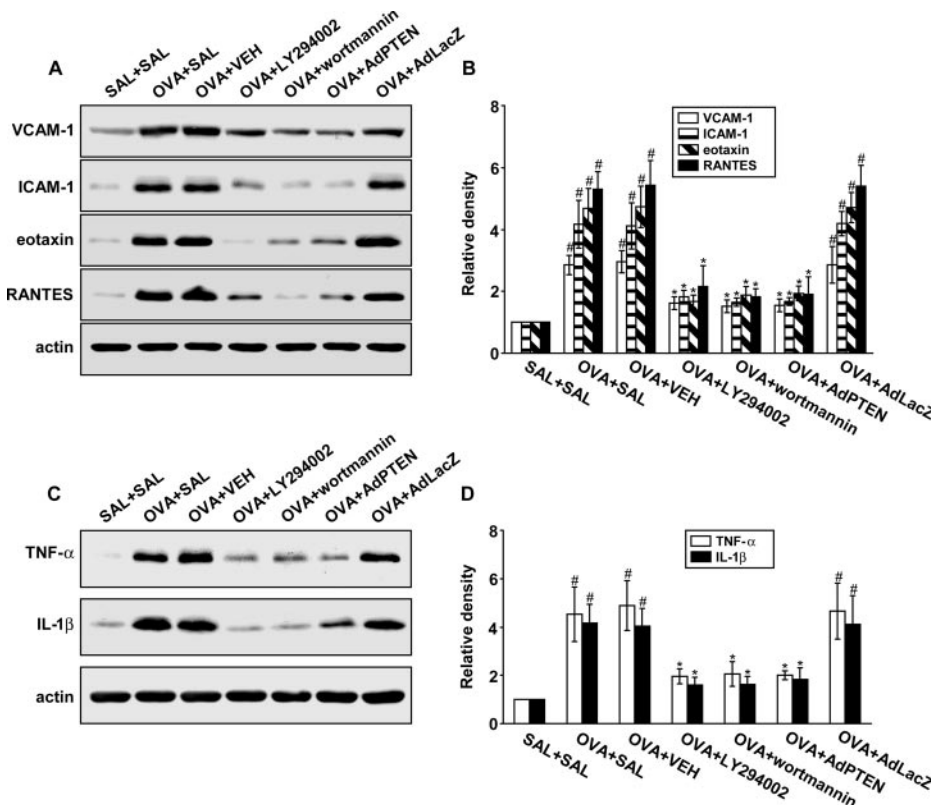 A
SAL+SAL
OVA+SAL
OVA+VEH
OVA+LY294002
OVA+wortmannin
OVA+AdPTEN
OVA+AdLacZ
VCAM-1
ICAM-1
eotaxin
RANTES
actin
B
VCAM-1
ICAM-1
eotaxin
RANTES
Relative density
8
6
4
2
0
# # # #
# # # #
* * * *
* * * *
* * * *
# # # #
SAL+SAL
OVA+SAL
OVA+VEH
OVA+LY294002
OVA+wortmannin
OVA+AdPTEN
OVA+AdLacZ
C
SAL+SAL
OVA+SAL
OVA+VEH
OVA+LY294002
OVA+wortmannin
OVA+AdPTEN
OVA+AdLacZ
TNF-α
IL-1β
actin
D
TNF-α
IL-1β
Relative density
8
6
4
2
0
# #
# #
* *
* *
* *
# #
SAL+SAL
OVA+SAL
OVA+VEH
OVA+LY294002
OVA+wortmannin
OVA+AdPTEN
OVA+AdLacZ